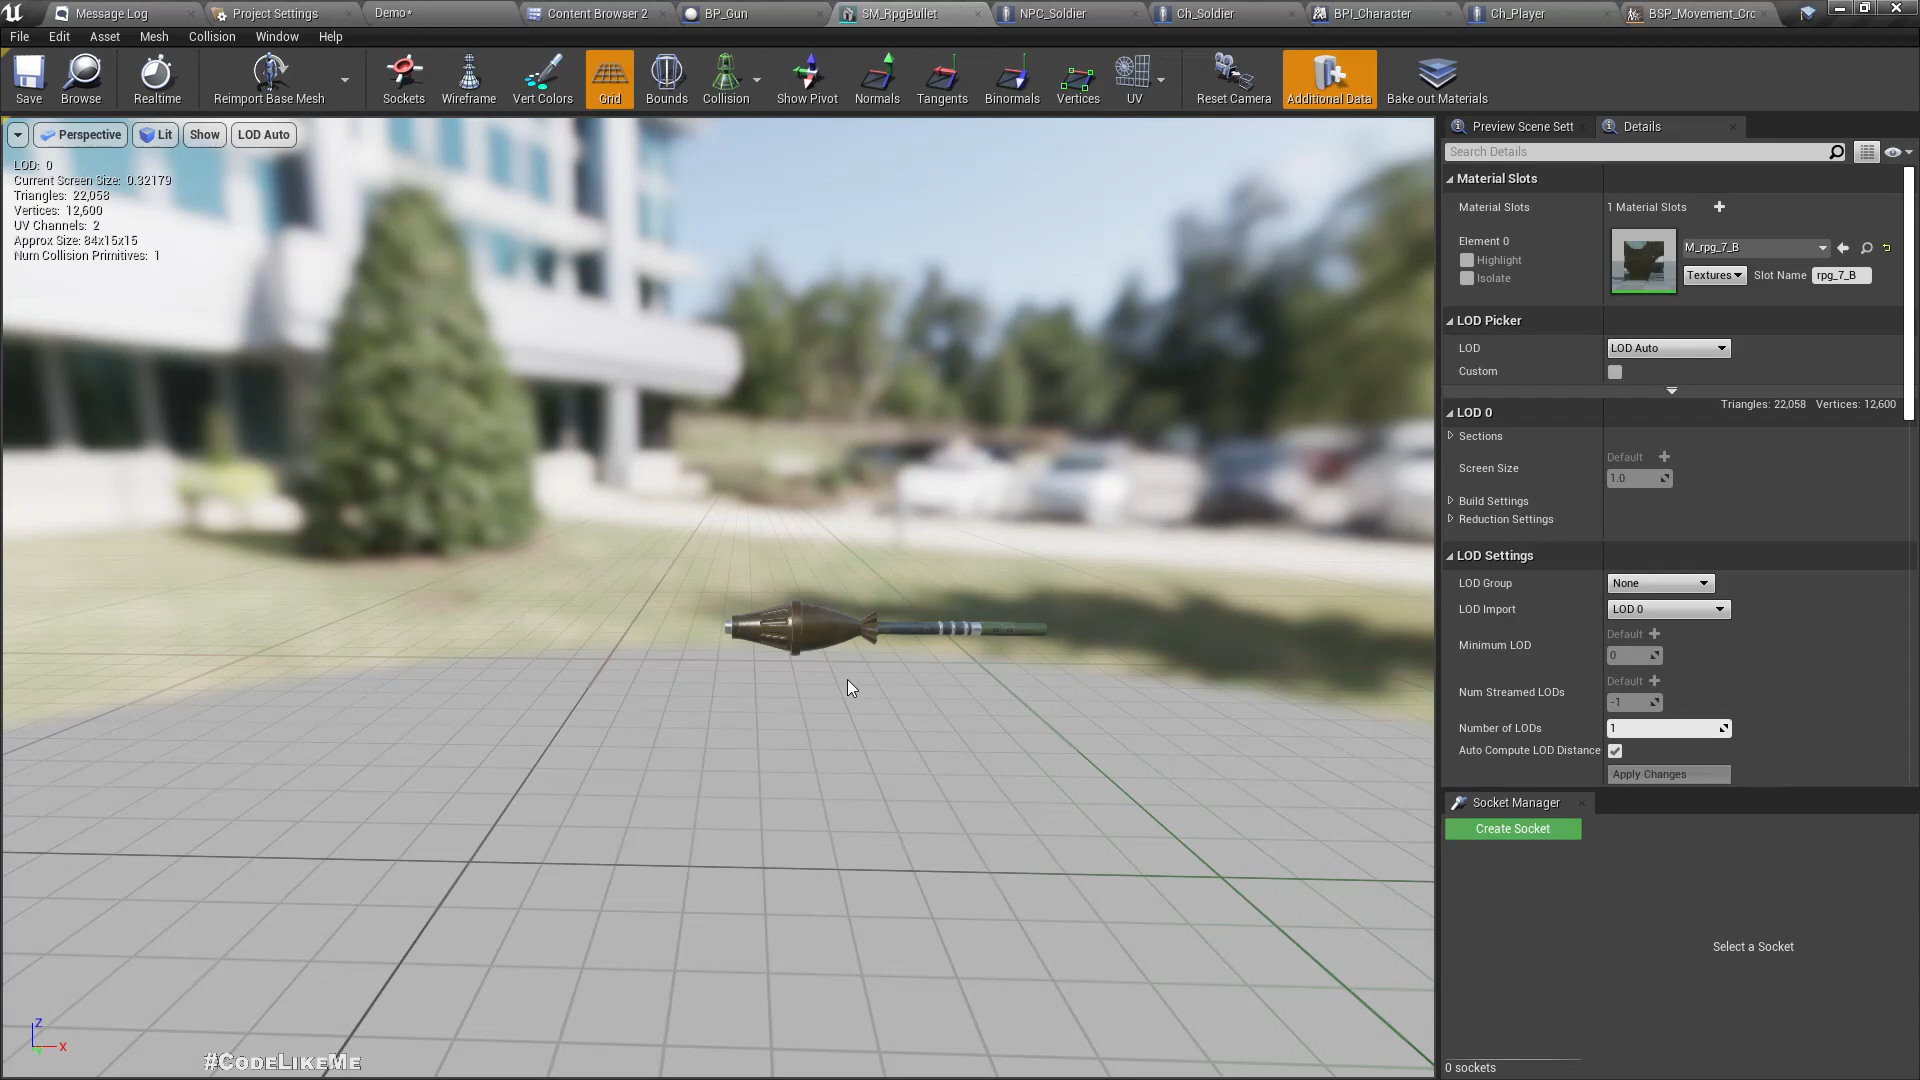 Message Log
Project Settings
Demo*
Content Browser 2
BP_Gun
SM_RpgBullet
NPC_Soldier
Ch_Soldier
BPI_Character
Ch_Player
BSP_Movement_Crc
File
Edit
Asset
Mesh
Collision
Window
Help
Save
Browse
Realtime
Reimport Base Mesh
Sockets
Wireframe
Vert Colors
Grid
Bounds
Collision
Show Pivot
Normals
Tangents
Binormals
Vertices
UV
Reset Camera
Additional Data
Bake out Materials
Perspective
Lit
Show
LOD Auto
LOD: 0
Current Screen Size: 0.32179
Triangles: 22,058
Vertices: 12,600
UV Channels: 2
Approx Size: 84x15x15
Num Collision Primitives: 1
Z
X
#CodeLikeMe
Preview Scene Sett
Details
Search Details
Material Slots
Material Slots
1 Material Slots
Element 0
Highlight
Isolate
M_rpg_7_B
Textures
Slot Name
rpg_7_B
LOD Picker
LOD
LOD Auto
Custom
LOD 0
Triangles: 22,058 Vertices: 12,600
Sections
Screen Size
Default
1.0
Build Settings
Reduction Settings
LOD Settings
LOD Group
None
LOD Import
LOD 0
Minimum LOD
Default
0
Num Streamed LODs
Default
-1
Number of LODs
1
Auto Compute LOD Distance
Apply Changes
Socket Manager
Create Socket
Select a Socket
0 sockets